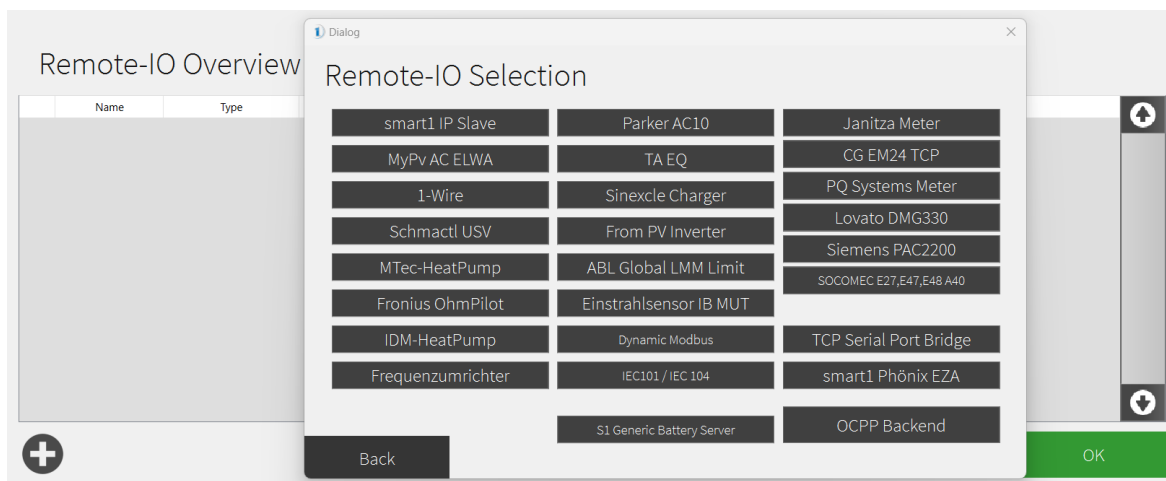 Dialog
Remote-IO Overview
Remote-IO Selection
Name Type
smart1 IP Slave
MyPv AC ELWA
1-Wire
Schmactl USV
MTec-HeatPump
Fronius OhmPilot
IDM-HeatPump
Frequenzumrichter
Parker AC10
TA EQ
Sinexcle Charger
From PV Inverter
ABL Global LMM Limit
Einstrahlsensor IB MUT
Dynamic Modbus
IEC101 / IEC 104
S1 Generic Battery Server
Janitza Meter
CG EM24 TCP
PQ Systems Meter
Lovato DMG330
Siemens PAC2200
SOCOMEC E27,E47,E48 A40
TCP Serial Port Bridge
smart1 Phönix EZA
OCPP Backend
Back
OK